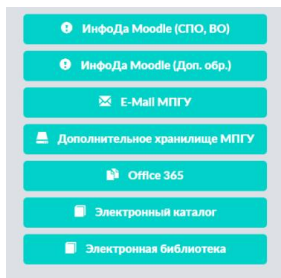 ИнфоДа Moodle (СПО, ВО)
ИнфоДа Moodle (Доп. обр.)
E-Mail МПГУ
Дополнительное хранилище МПГУ
Office 365
Электронный каталог
Электронная библиотека